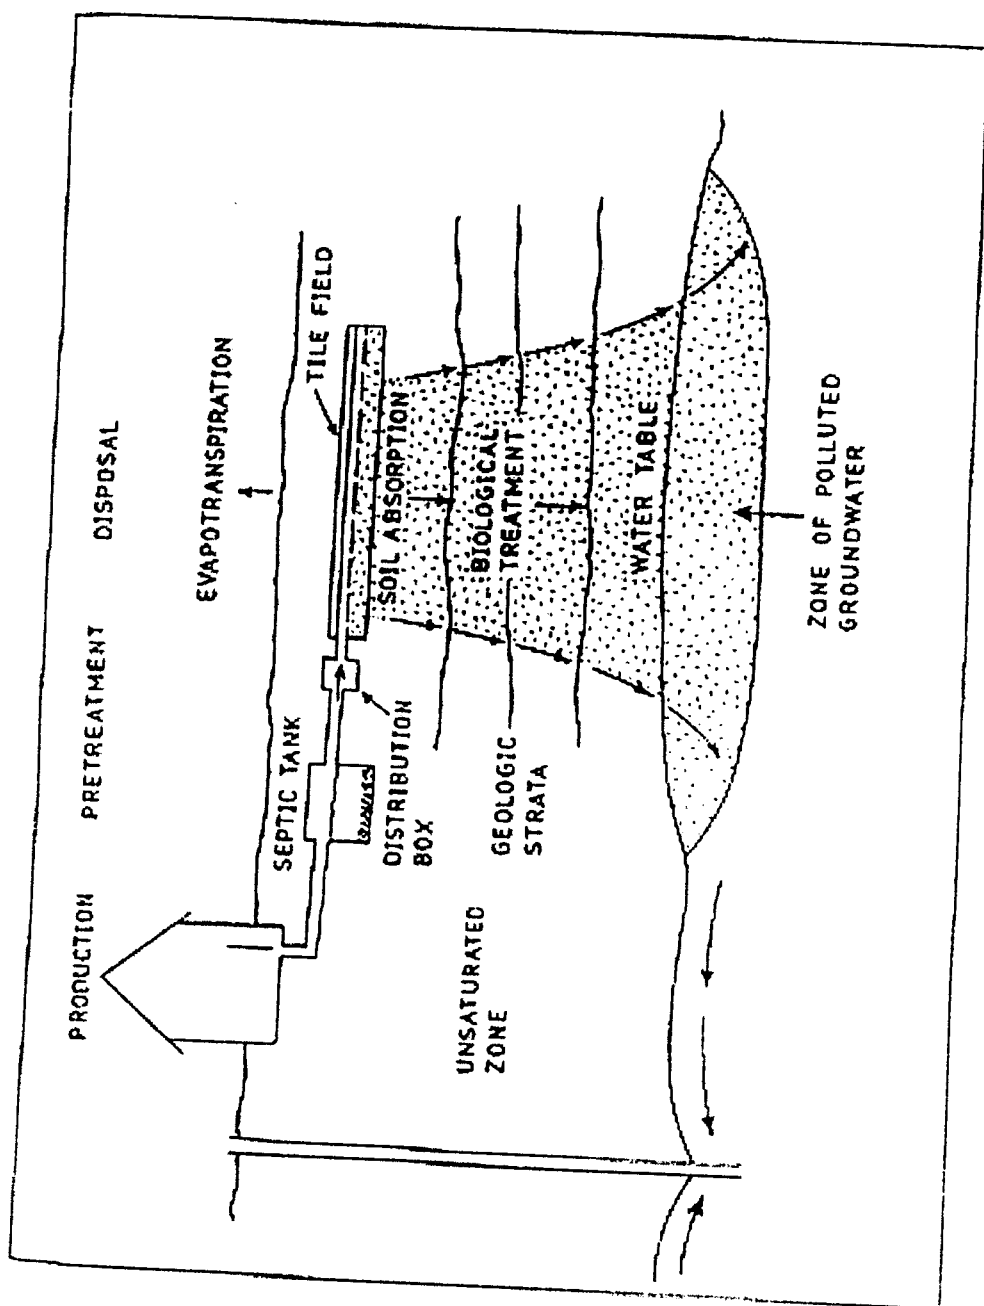 PRODUCTION PRETREATMENT DISPOSAL
EVAPOTRANSPIRATION
SEPTIC TANK
TILE FIELD
DISTRIBUTION
BOX
SOIL ABSORPTION
UNSATURATED
ZONE
GEOLOGIC
STRATA
BIOLOGICAL
TREATMENT
WATER TABLE
ZONE OF POLLUTED
GROUNDWATER